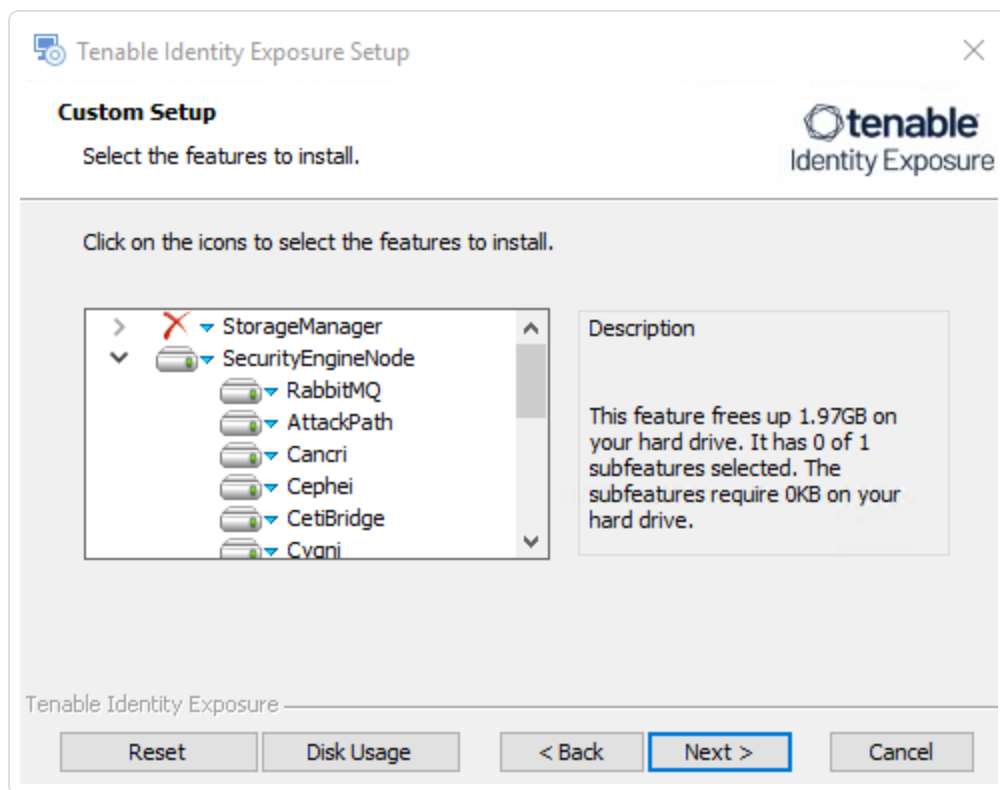 Tenable Identity Exposure Setup
Custom Setup
Select the features to install.
tenable
Identity Exposure
Click on the icons to select the features to install.
StorageManager
SecurityEngineNode
RabbitMQ
AttackPath
Cancri
Cephei
CetiBridge
Cygni
Description
This feature frees up 1.97GB on
your hard drive. It has 0 of 1
subfeatures selected. The
subfeatures require 0KB on your
hard drive.
Tenable Identity Exposure
Reset
Disk Usage
< Back
Next >
Cancel